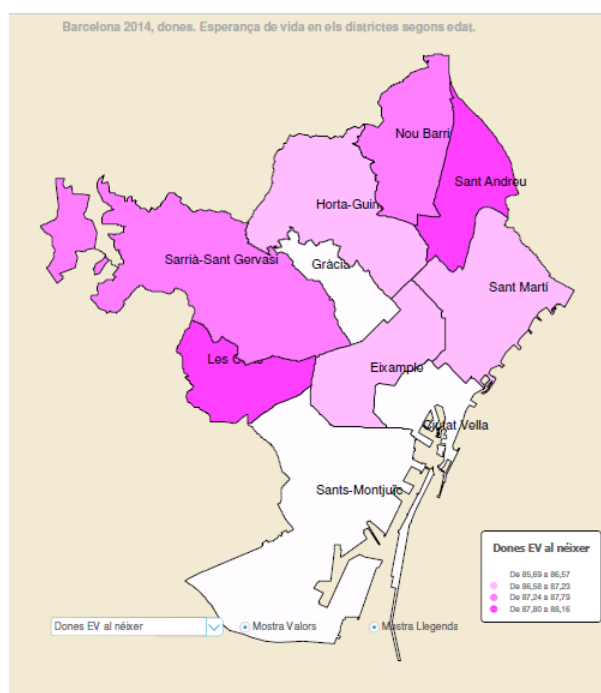 Barcelona 2014, dones. Esperança de vida en els districtes segons edat.
Nou Barri
Sant Androu
Horta-Guin
Sarrià-Sant Gervasi
Gràcia
Sant Martí
Les
Eixample
Ciutat Vella
Sants-Montjuïc
Dones EV al néixer
De 85,69 a 86,57
De 86,58 a 87,23
De 87,24 a 87,79
De 87,80 a 88,16
Dones EV al néixer
Mostra Valors
Mostra Llegenda